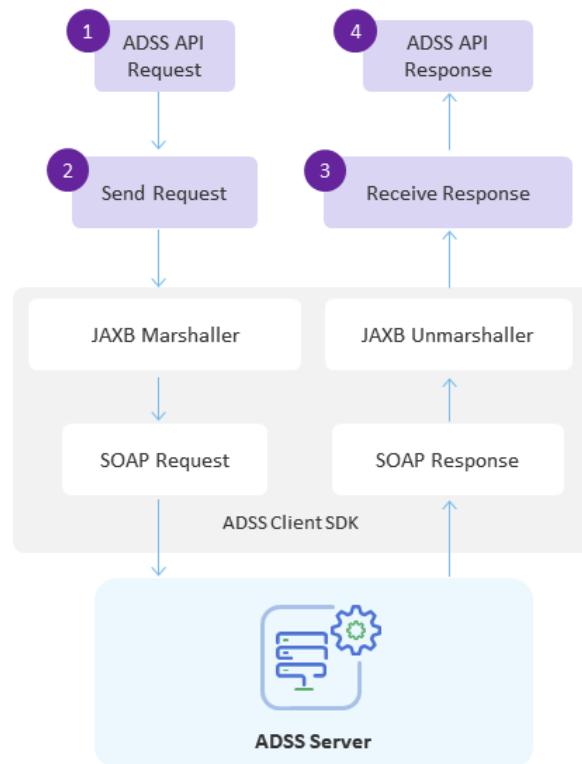 1
ADSS API
Request
4
ADSS API
Response
2
Send Request
3
Receive Response
JAXB Marshaller
JAXB Unmarshaller
SOAP Request
SOAP Response
ADSS Client SDK
ADSS Server